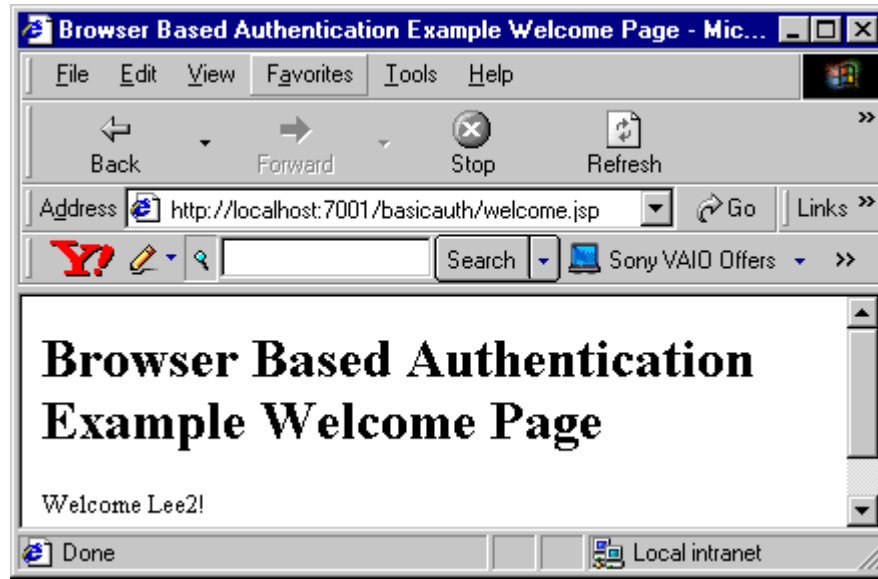 Browser Based Authentication Example Welcome Page - Mic...
File Edit View Favorites Tools Help
Back Forward Stop Refresh »
Address http://localhost:7001/basicauth/welcome.jsp Go Links »
Y! Search Sony VAIO Offers »
Browser Based Authentication
Example Welcome Page
Welcome Lee2!
Done Local intranet